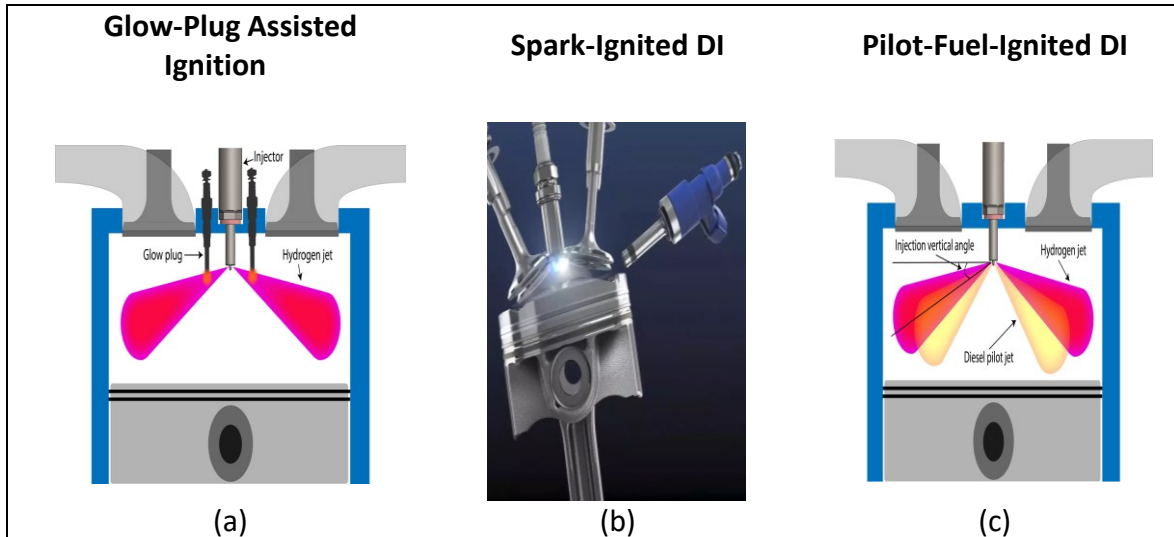 Glow-Plug Assisted
Ignition
Spark-Ignited DI
Pilot-Fuel-Ignited DI
Injector
Glow plug
Hydrogen jet
Injection vertical angle
Hydrogen jet
Diesel pilot jet
(a)
(b)
(c)